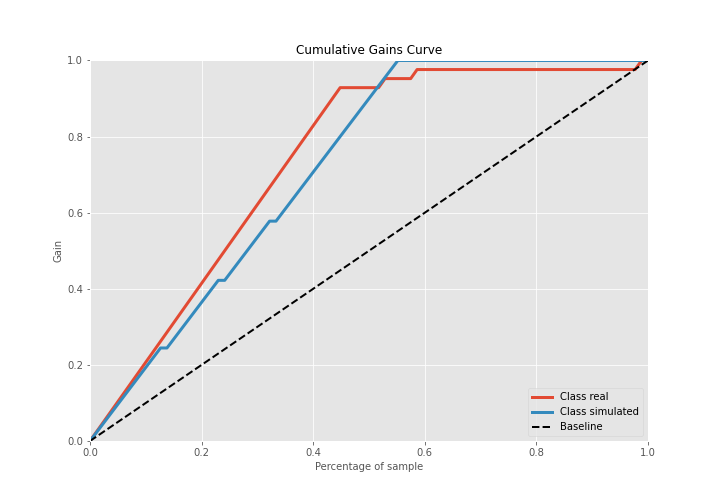 Cumulative Gains Curve
1.0
0.8
0.6
0.4
0.2
0.0
Gain
0.0 0.2 0.4 0.6 0.8 1.0
Percentage of sample
Class real
Class simulated
Baseline